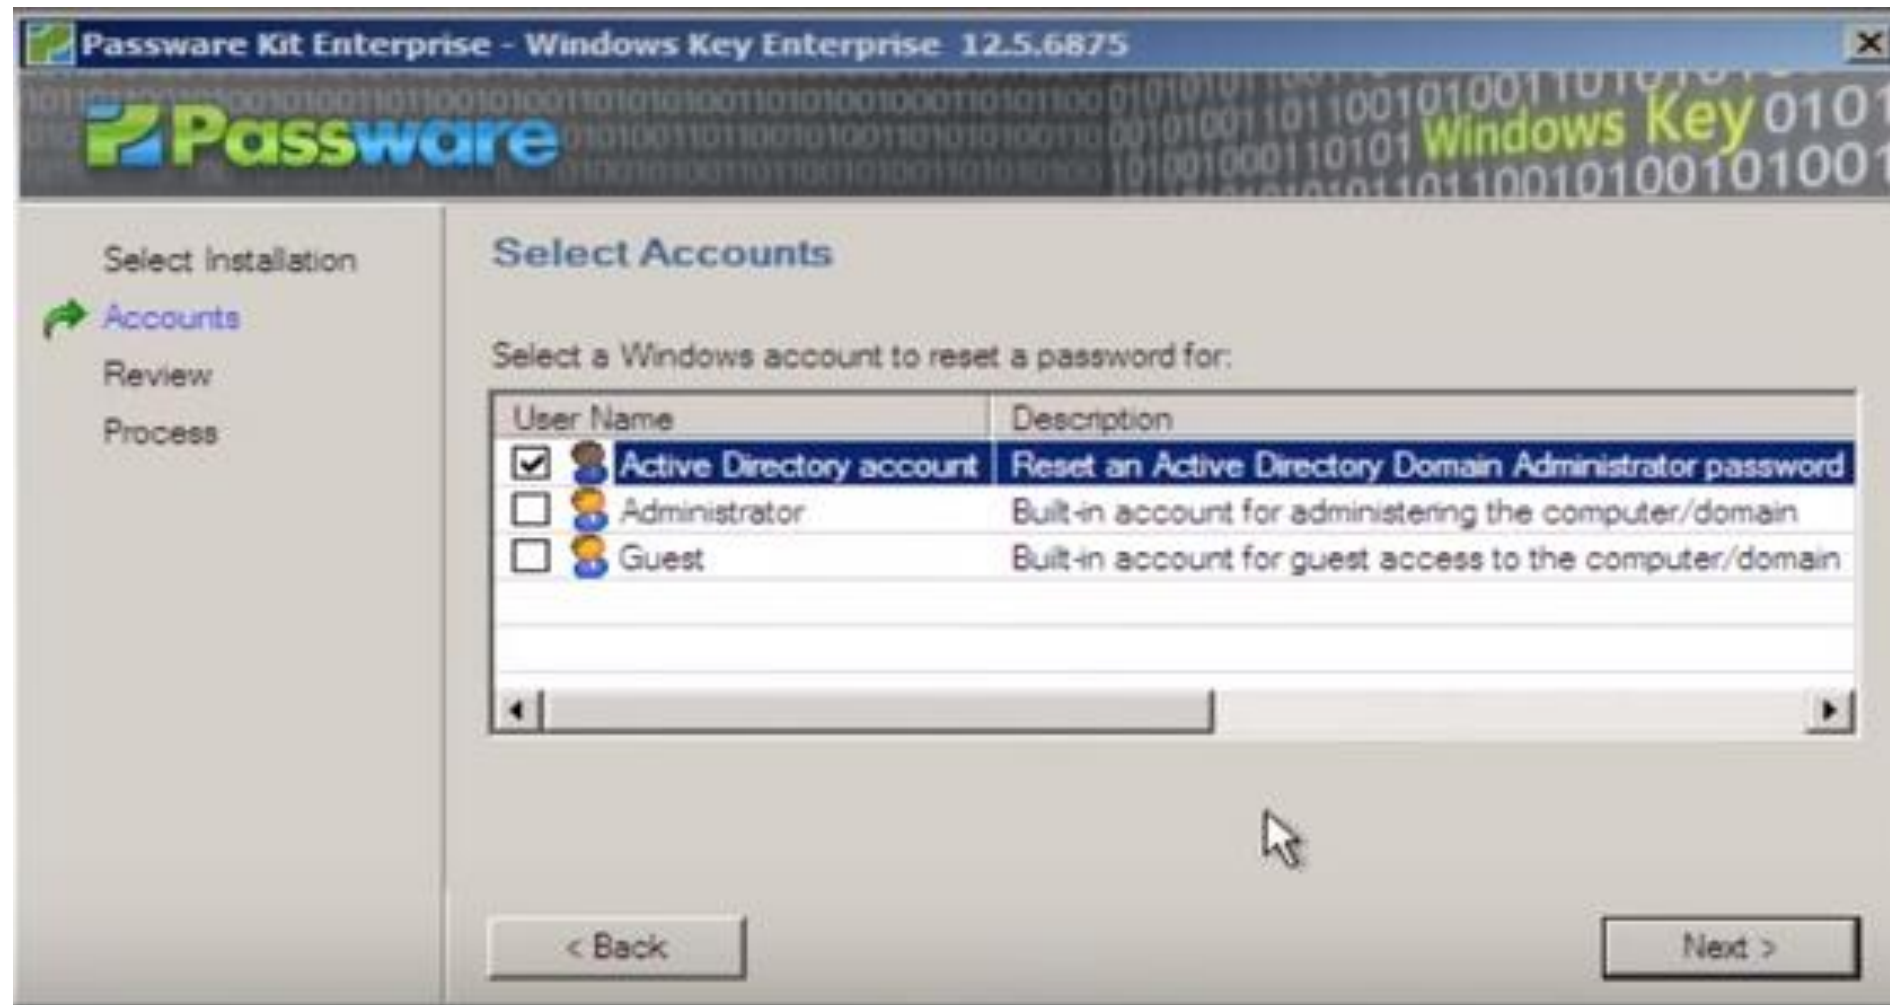 Passware Kit Enterprise - Windows Key Enterprise 12.5.6875
Passware
Windows Key
Select Installation
Accounts
Review
Process
Select Accounts
Select a Windows account to reset a password for:
User Name Description
Active Directory account Reset an Active Directory Domain Administrator password
Administrator Built-in account for administering the computer/domain
Guest Built-in account for guest access to the computer/domain
< Back Next >